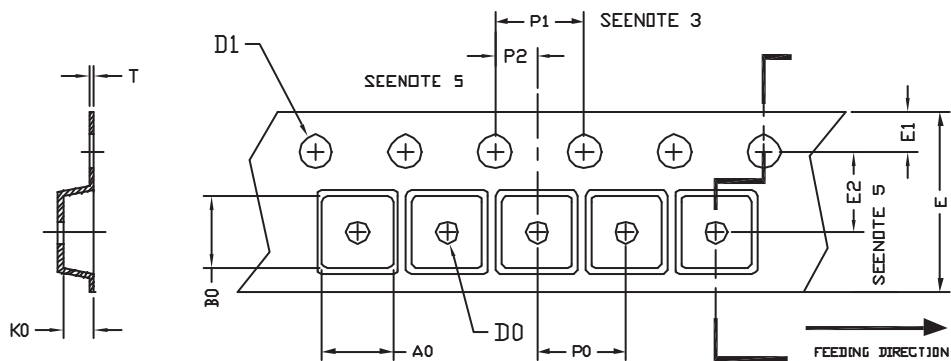 P1
SEENOTE 3
D1
P2
T
SEENOTE 5
E1
E2
E
SEENOTE 5
B0
K0
A0
D0
P0
FEEDING DIRECTION